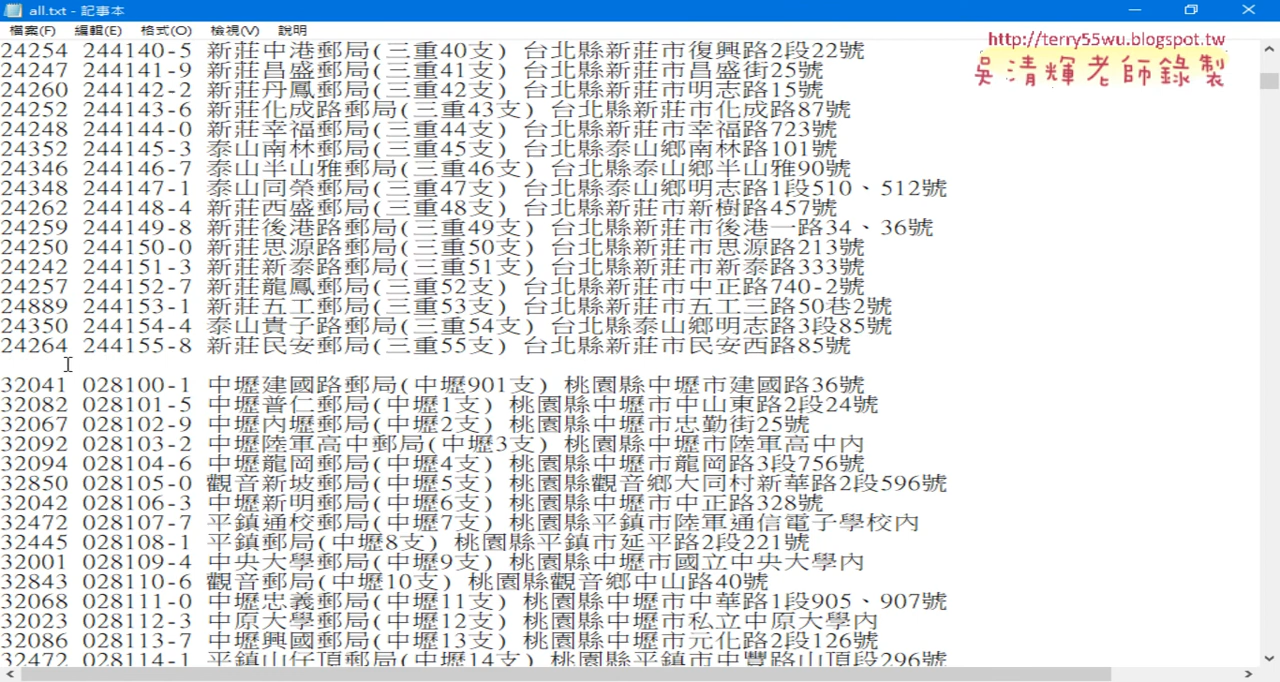 all.txt - 記事本
檔案(F) 編輯(E) 格式(O) 檢視(V) 說明
http://terry55wu.blogspot.tw
吳清輝老師錄製
24254 244140-5 新莊中港郵局(三重40支) 台北縣新莊市復興路2段22號
24247 244141-9 新莊昌盛郵局(三重41支) 台北縣新莊市昌盛街25號
24260 244142-2 新莊丹鳳郵局(三重42支) 台北縣新莊市明志路15號
24252 244143-6 新莊化成路郵局(三重43支) 台北縣新莊市化成路87號
24248 244144-0 新莊幸福郵局(三重44支) 台北縣新莊市幸福路723號
24352 244145-3 泰山南林郵局(三重45支) 台北縣泰山鄉南林路101號
24346 244146-7 泰山半山雅郵局(三重46支) 台北縣泰山鄉半山雅90號
24348 244147-1 泰山同榮郵局(三重47支) 台北縣泰山鄉明志路1段510、512號
24262 244148-4 新莊西盛郵局(三重48支) 台北縣新莊市新樹路457號
24259 244149-8 新莊後港路郵局(三重49支) 台北縣新莊市後港一路34、36號
24250 244150-0 新莊思源路郵局(三重50支) 台北縣新莊市思源路213號
24242 244151-3 新莊新泰路郵局(三重51支) 台北縣新莊市新泰路333號
24257 244152-7 新莊龍鳳郵局(三重52支) 台北縣新莊市中正路740-2號
24889 244153-1 新莊五工郵局(三重53支) 台北縣新莊市五工三路50巷2號
24350 244154-4 泰山貴子路郵局(三重54支) 台北縣泰山鄉明志路3段85號
24264 244155-8 新莊民安郵局(三重55支) 台北縣新莊市民安西路85號
32041 028100-1 中壢建國路郵局(中壢901支) 桃園縣中壢市建國路36號
32082 028101-5 中壢普仁郵局(中壢1支) 桃園縣中壢市中山東路2段24號
32067 028102-9 中壢內壢郵局(中壢2支) 桃園縣中壢市忠勤街25號
32092 028103-2 中壢陸軍高中郵局(中壢3支) 桃園縣中壢市陸軍高中內
32094 028104-6 中壢龍岡郵局(中壢4支) 桃園縣中壢市龍岡路3段756號
32850 028105-0 觀音新坡郵局(中壢5支) 桃園縣觀音鄉大同村新華路2段596號
32042 028106-3 中壢新明郵局(中壢6支) 桃園縣中壢市中正路328號
32472 028107-7 平鎮通校郵局(中壢7支) 桃園縣平鎮市陸軍通信電子學校內
32445 028108-1 平鎮郵局(中壢8支) 桃園縣平鎮市延平路2段221號
32001 028109-4 中央大學郵局(中壢9支) 桃園縣中壢市國立中央大學內
32843 028110-6 觀音郵局(中壢10支) 桃園縣觀音鄉中山路40號
32068 028111-0 中壢忠義郵局(中壢11支) 桃園縣中壢市中華路1段905、907號
32023 028112-3 中原大學郵局(中壢12支) 桃園縣中壢市私立中原大學內
32086 028113-7 中壢興國郵局(中壢13支) 桃園縣中壢市元化路2段126號
32472 028114-1 平鎮山仔頂郵局(中壢14支) 桃園縣平鎮市中豐路山頂段296號